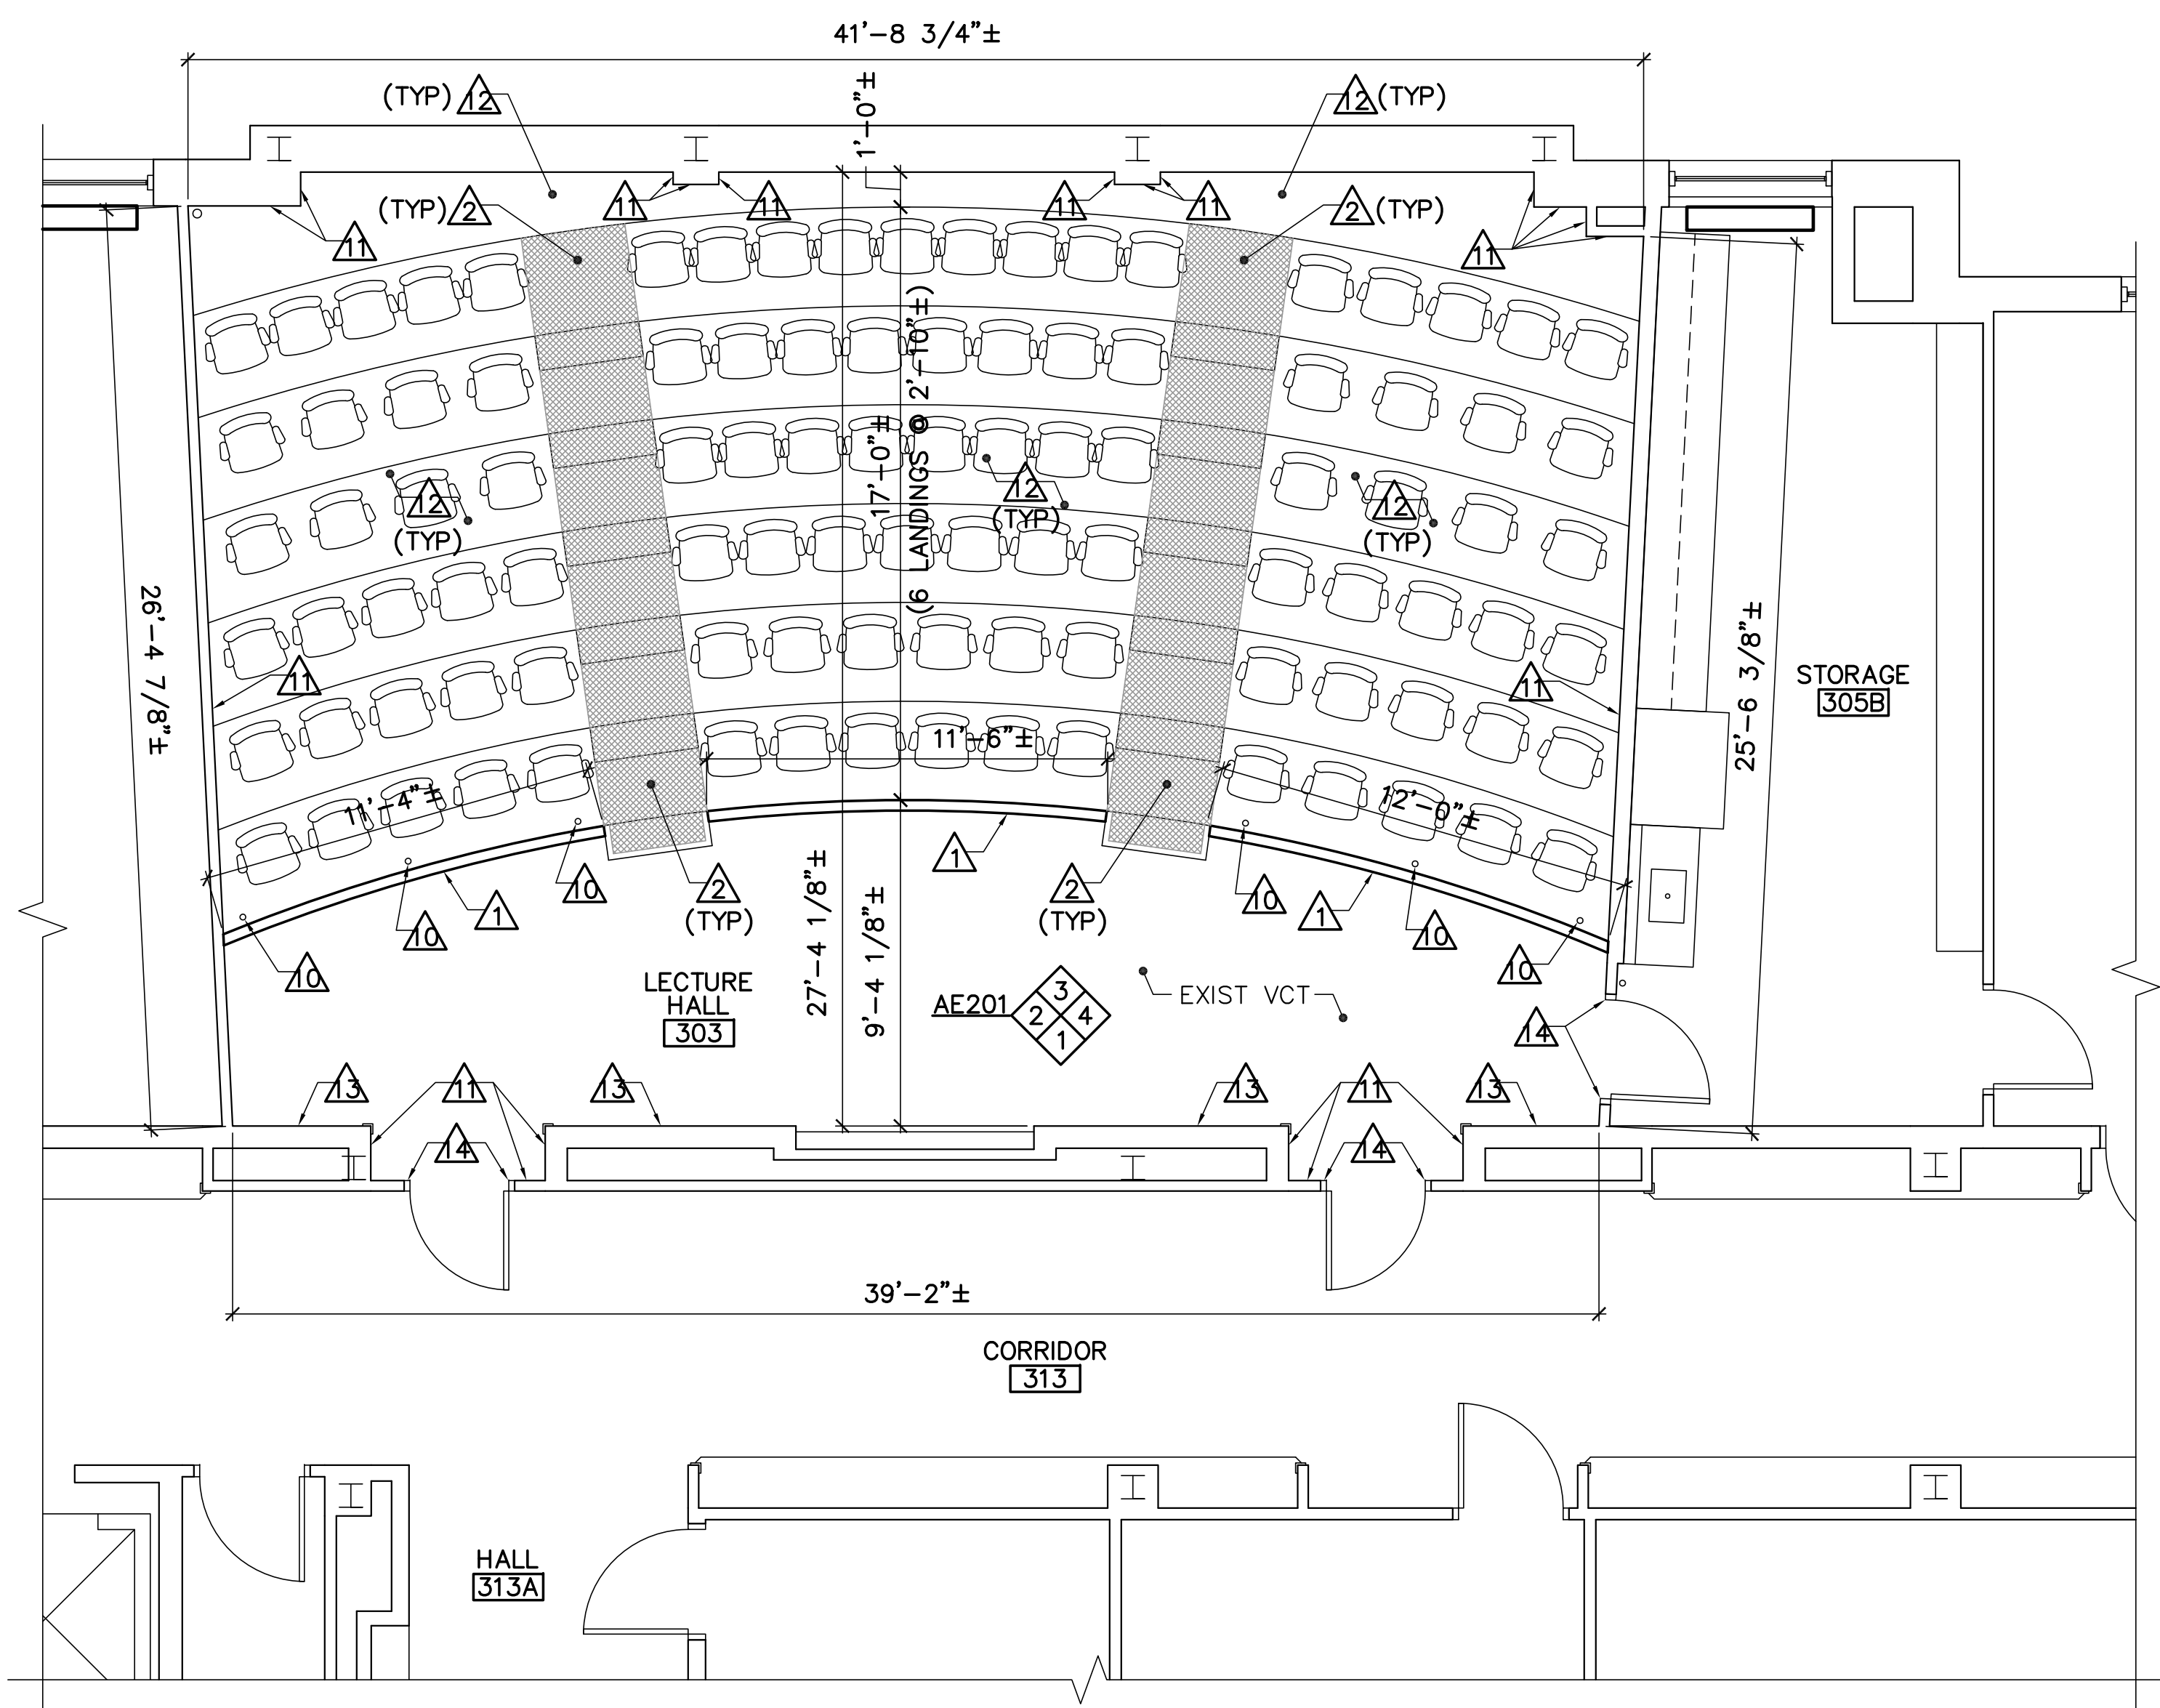 41'-8 3/4"±
(TYP) 12
1'-0"±
12 (TYP)
(TYP) 2
11
11
11
11
2 (TYP)
11
11
17'-0"±
(6 LANDINGS @ 2'-10"±)
12
(TYP)
12
(TYP)
12
(TYP)
26'-4 7/8"±
25'-6 3/8"±
11
11
STORAGE
305B
11'-6"±
11'-4"±
12'-0"±
1
10
2
(TYP)
2
(TYP)
10
1
1
10
10
10
10
27'-4 1/8"±
9'-4 1/8"±
LECTURE
HALL
303
AE201
3
2 4
1
EXIST VCT
14
13
11
13
13
11
13
14
14
39'-2"±
CORRIDOR
313
HALL
313A